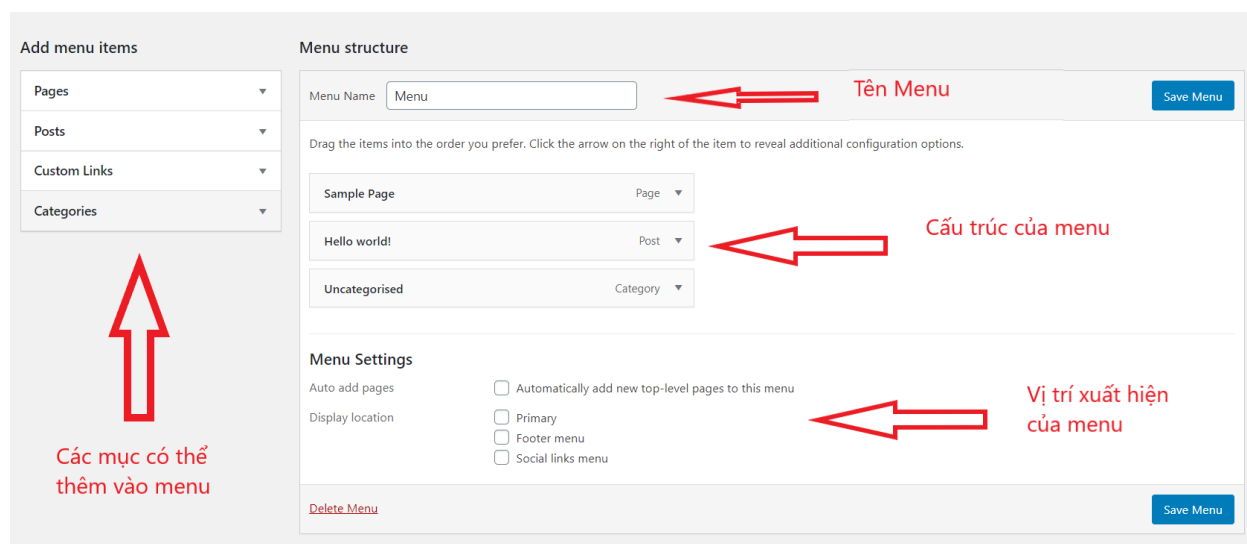 Add menu items
Pages
Posts
Custom Links
Categories
Các mục có thể
thêm vào menu
Menu structure
Menu Name Menu
Tên Menu
Save Menu
Drag the items into the order you prefer. Click the arrow on the right of the item to reveal additional configuration options.
Sample Page Page
Hello world! Post
Uncategorised Category
Cấu trúc của menu
Menu Settings
Auto add pages Automatically add new top-level pages to this menu
Display location Primary
Footer menu
Social links menu
Vị trí xuất hiện
của menu
Delete Menu
Save Menu